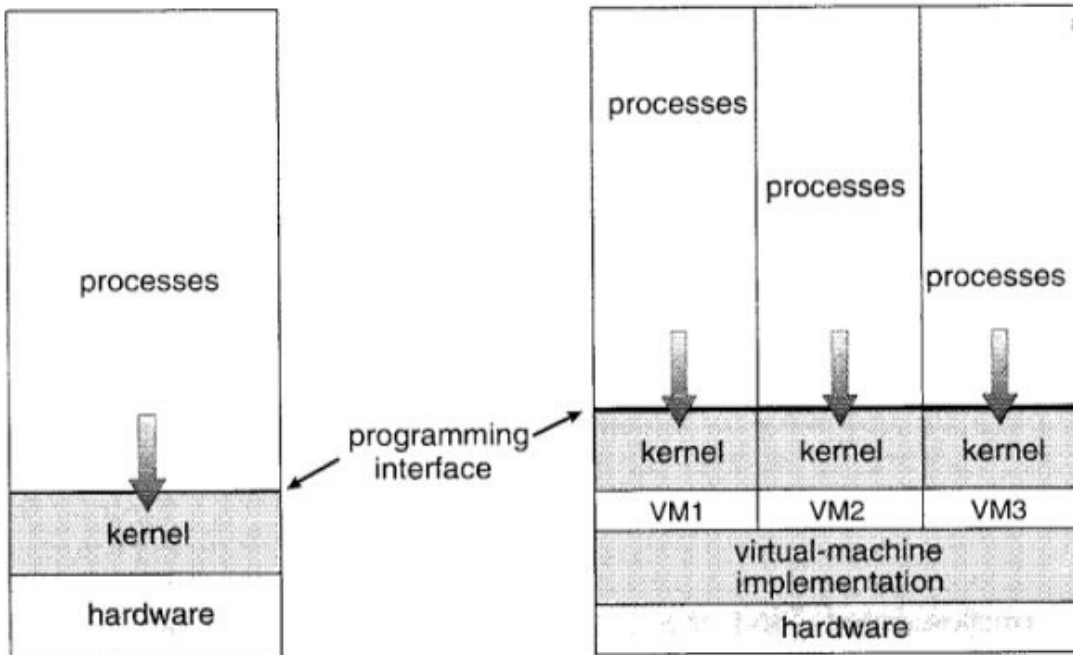 processes
kernel
hardware
programming
interface
processes
processes
processes
kernel
kernel
kernel
VM1
VM2
VM3
virtual-machine
implementation
hardware